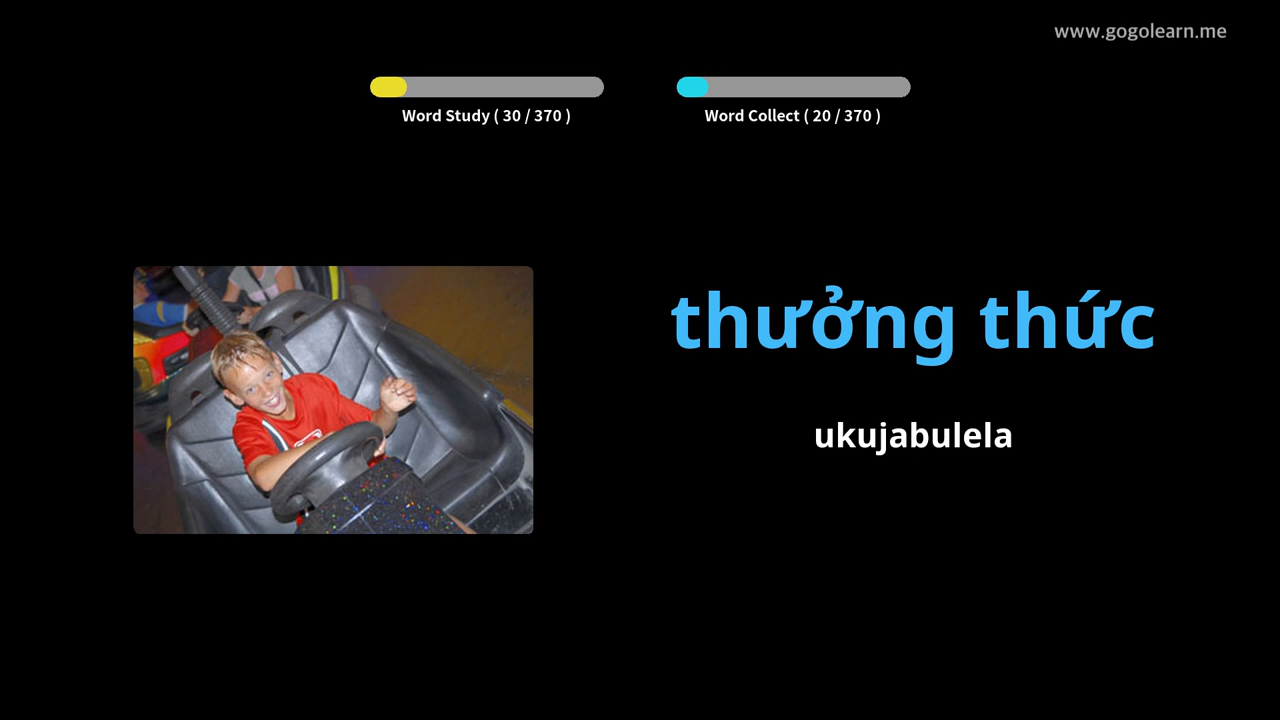 www.gogolearn.me
Word Study ( 30 / 370 )
Word Collect ( 20 / 370 )
thưởng thức
ukujabulela